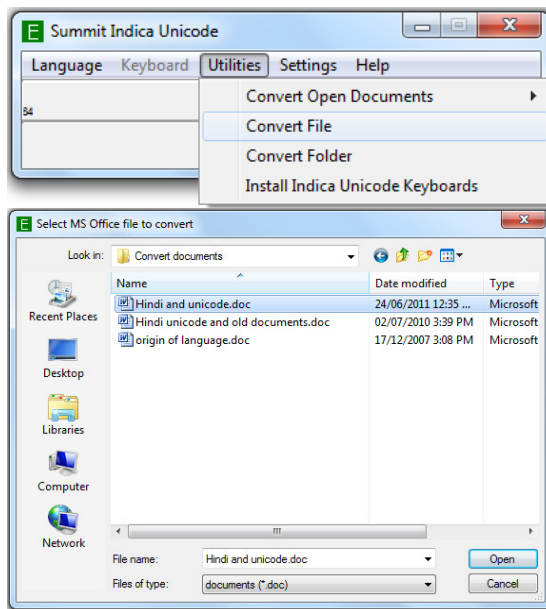 Summit Indica Unicode
Language Keyboard Utilities Settings Help
64
Convert Open Documents
Convert File
Convert Folder
Install Indica Unicode Keyboards
Select MS Office file to convert
Look in: Convert documents
Name Date modified Type
Hindi and unicode.doc 24/06/2011 12:35 ... Microsoft
Hindi unicode and old documents.doc 02/07/2010 3:39 PM Microsoft
origin of language.doc 17/12/2007 3:08 PM Microsoft
Recent Places
Desktop
Libraries
Computer
Network
File name: Hindi and unicode.doc Open
Files of type: documents (*.doc) Cancel